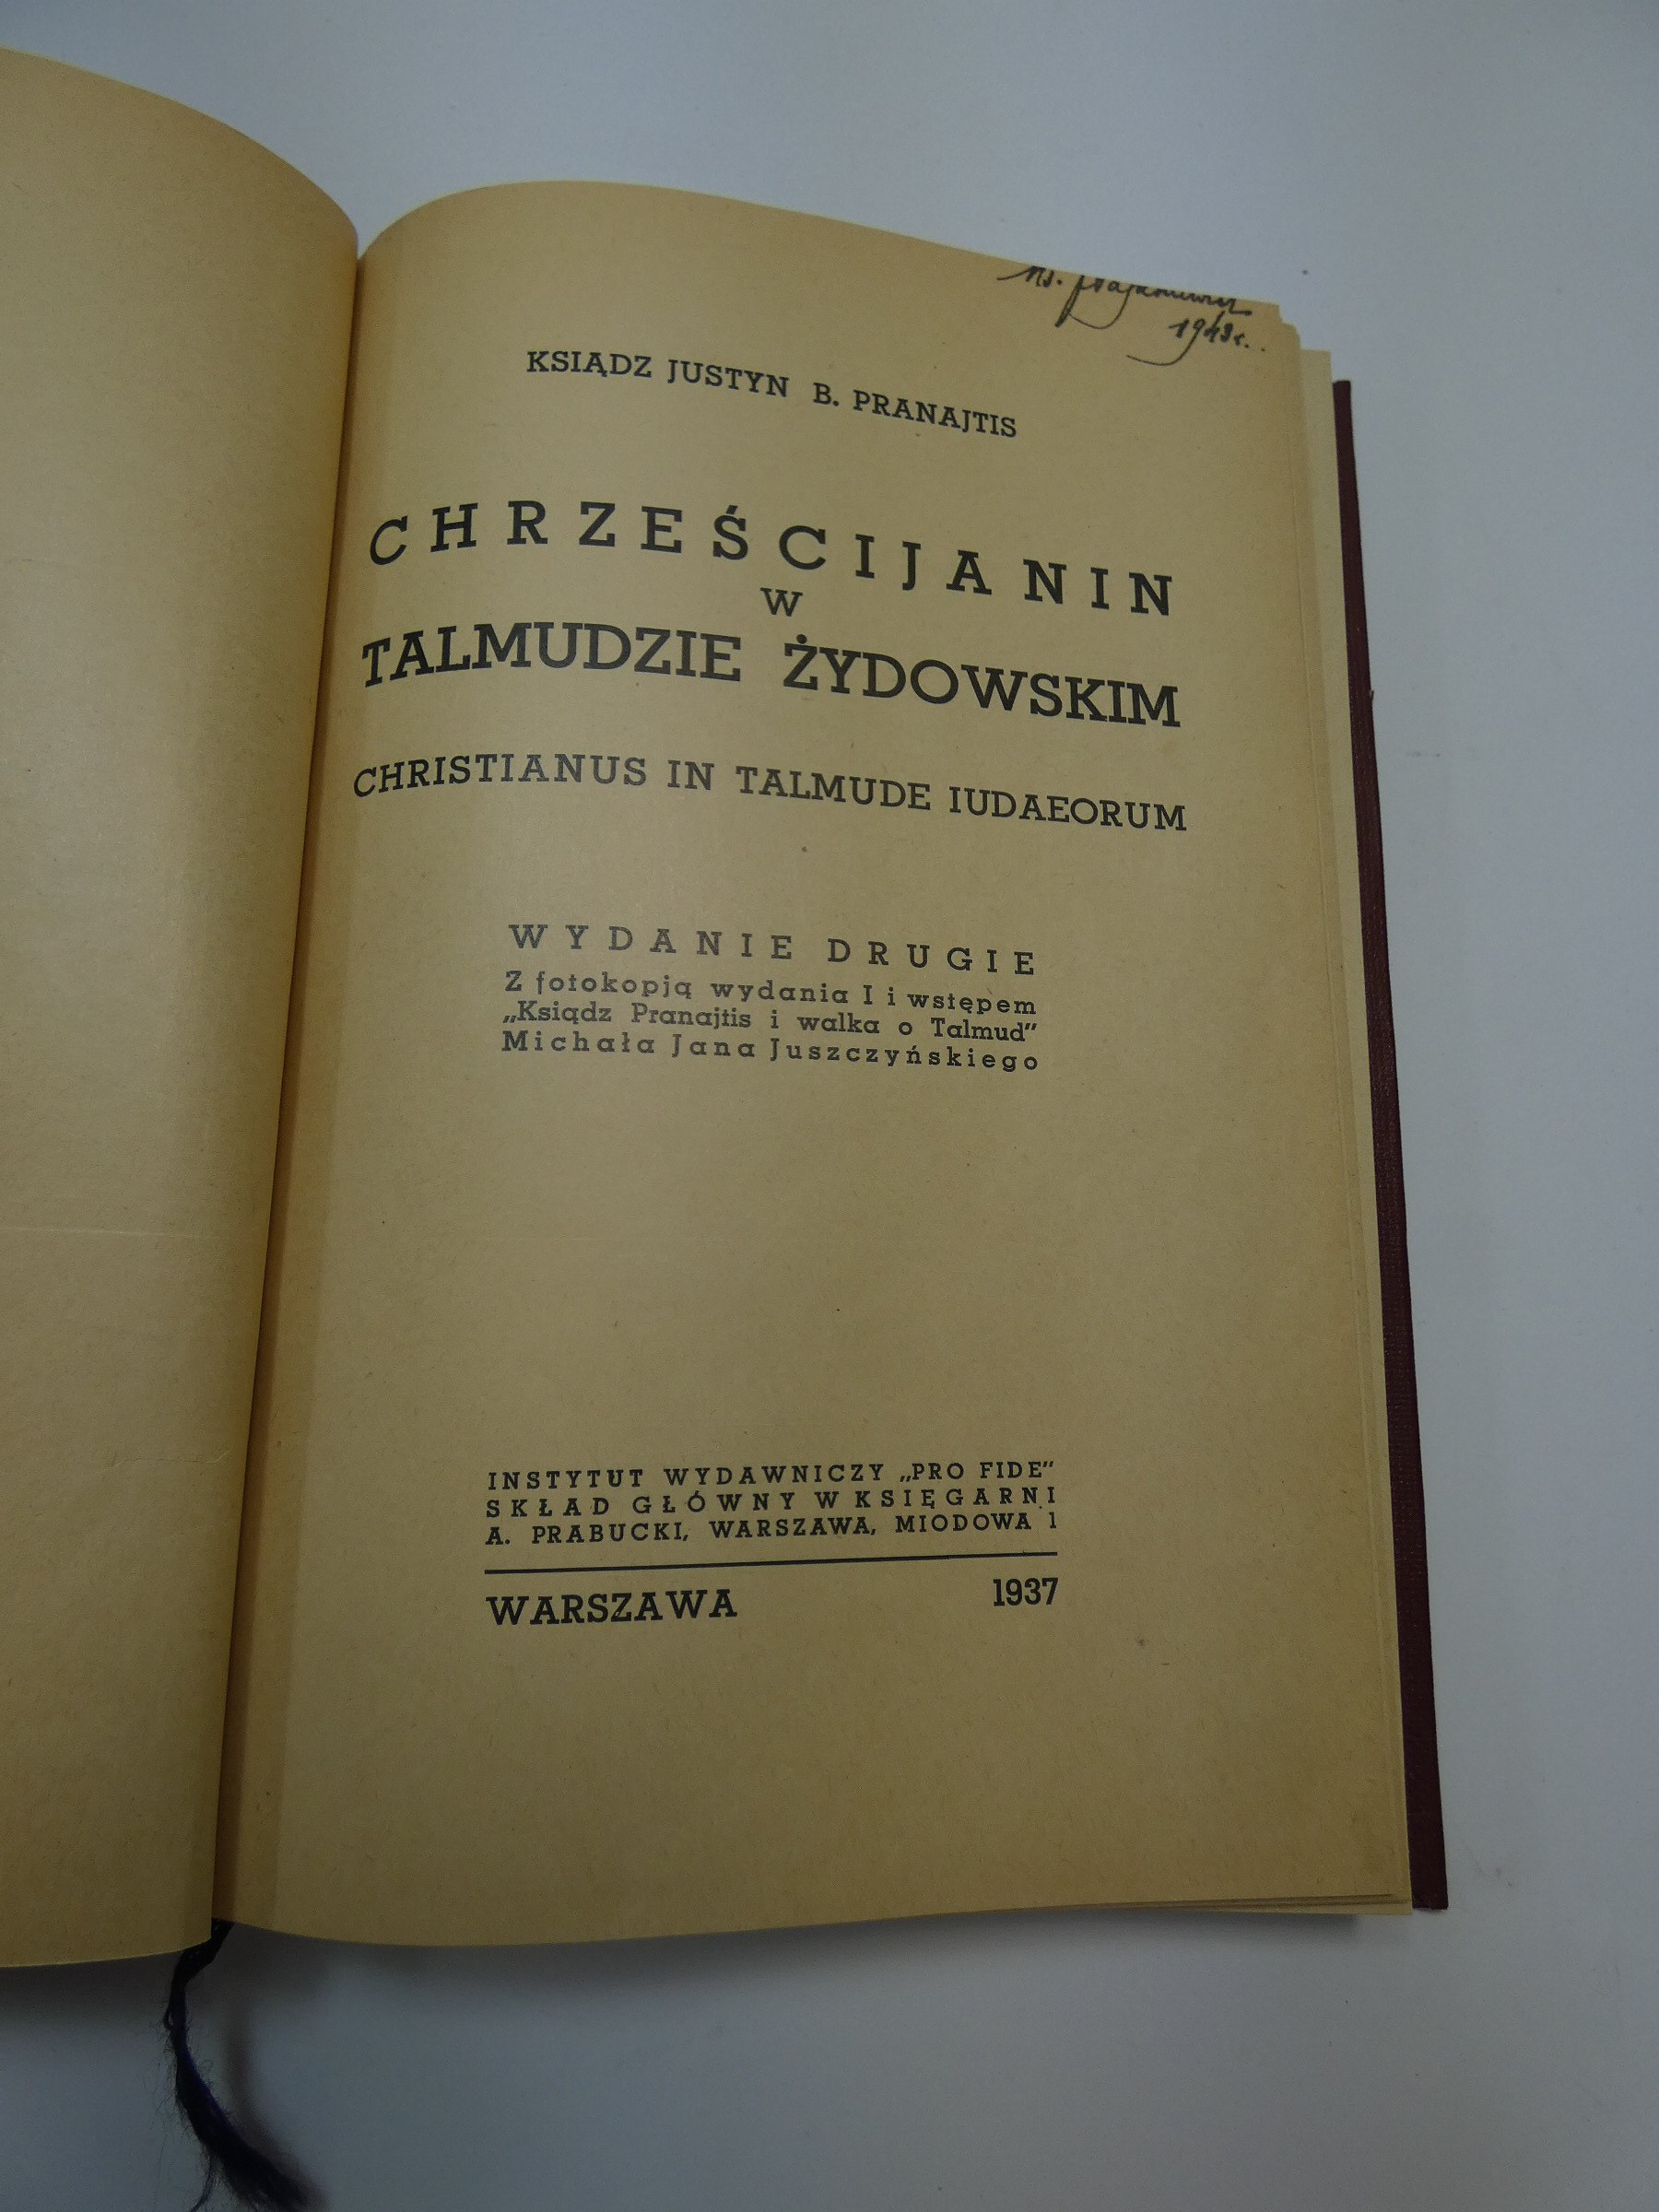 1948r.
KSIĄDZ JUSTYN B. PRANAJTIS
CHRZEŚCIJANIN
W
TALMUDZIE ŻYDOWSKIM
CHRISTIANUS IN TALMUDE IUDAEORUM
WYDANIE DRUGIE
Z fotokopją wydania I i wstępem
„Ksiądz Pranajtis i walka o Talmud”
Michała Jana Juszczyńskiego
INSTYTUT WYDAWNICZY „PRO FIDE”
SKŁAD GŁÓWNY W KSIĘGARNI
A. PRABUCKI, WARSZAWA, MIODOWA 1
WARSZAWA 1937